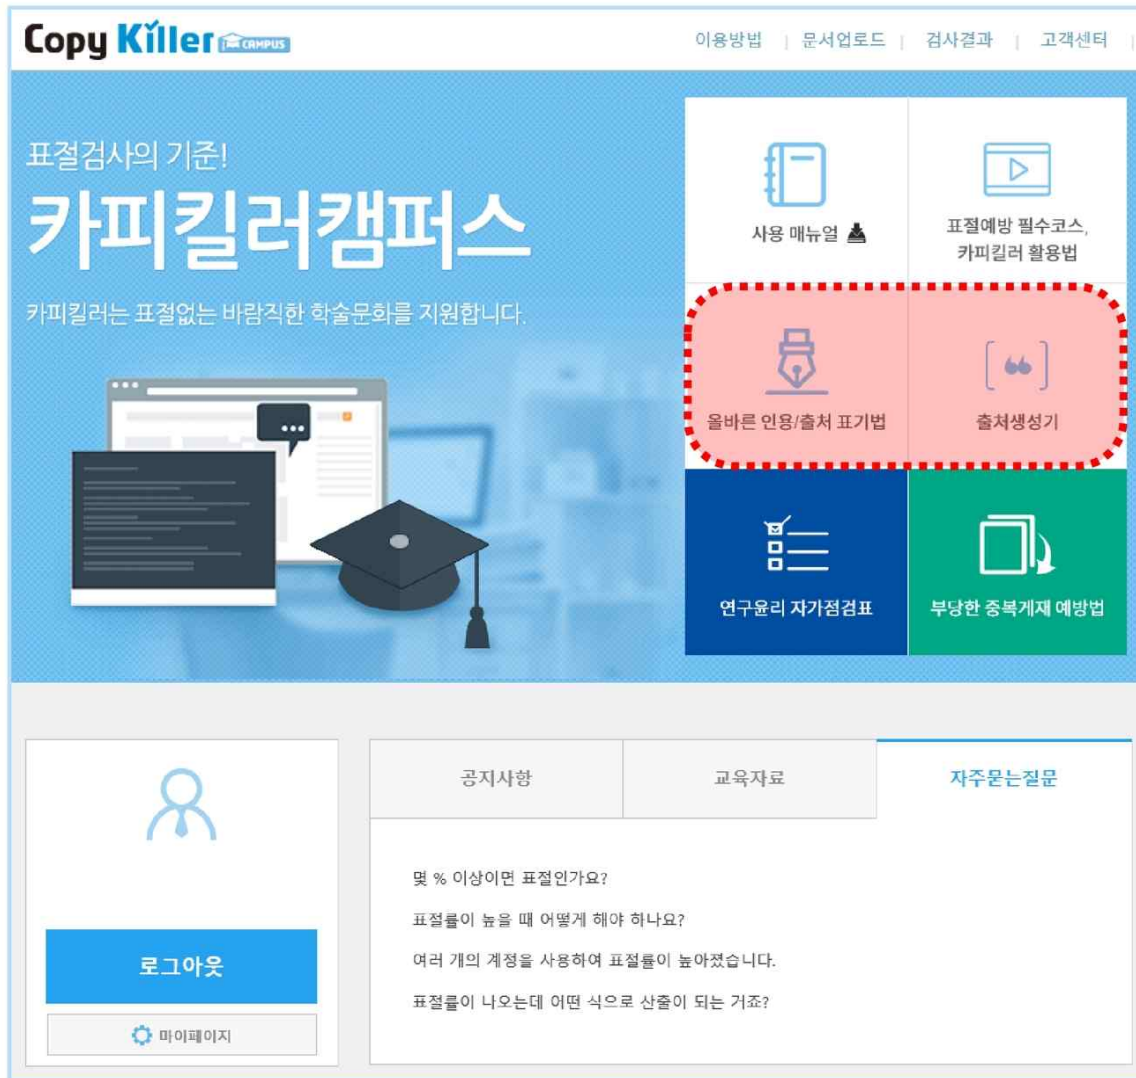 Copy Killer CAMPUS
이용방법 | 문서업로드 | 검사결과 | 고객센터 |
표절검사의 기준!
카피킬러캠퍼스
카피킬러는 표절없는 바람직한 학술문화를 지원합니다.
사용 매뉴얼
표절예방 필수코스,
카피킬러 활용법
올바른 인용/출처 표기법
출처생성기
연구윤리 자가점검표
부당한 중복게재 예방법
로그아웃
마이페이지
공지사항
교육자료
자주묻는질문
몇 % 이상이면 표절인가요?
표절률이 높을 때 어떻게 해야 하나요?
여러 개의 계정을 사용하여 표절률이 높아졌습니다.
표절률이 나오는데 어떤 식으로 산출이 되는 거죠?